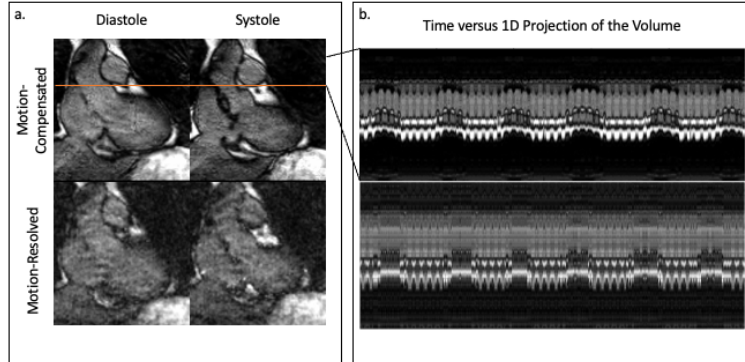 a.
Diastole
Systole
Motion-
Compensated
Motion-Resolved
b.
Time versus 1D Projection of the Volume